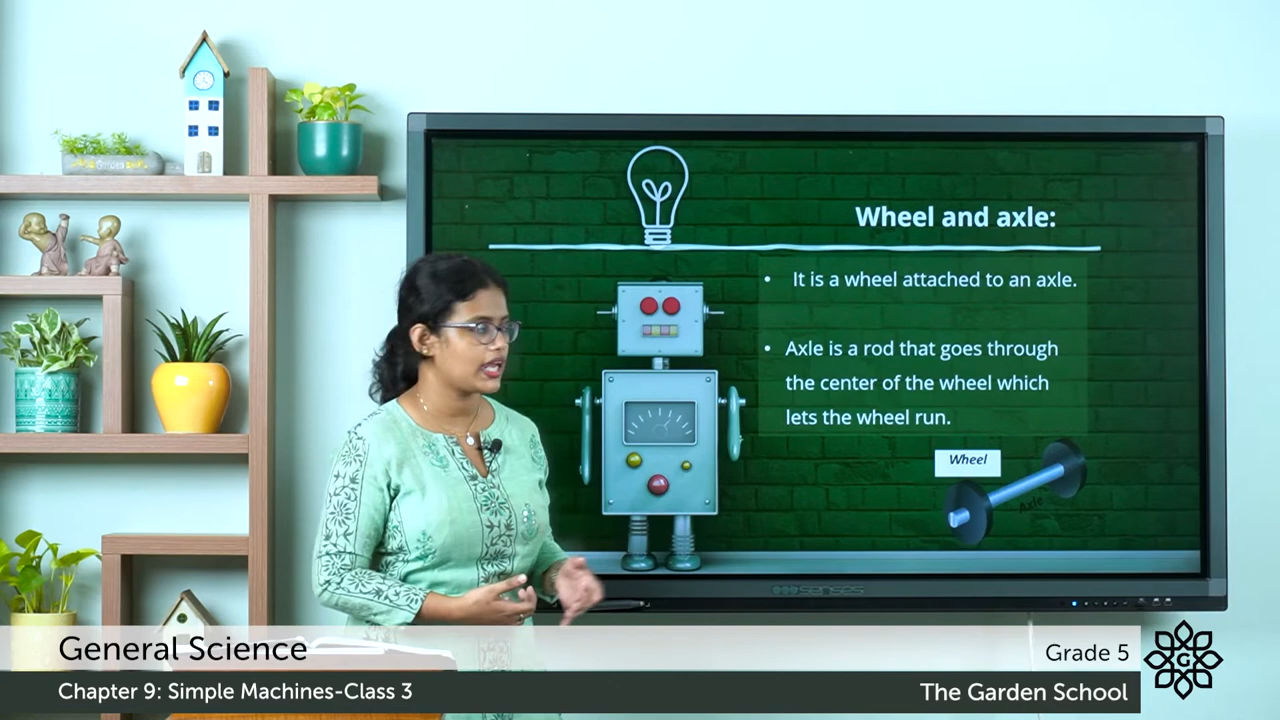 Wheel and axle:
• It is a wheel attached to an axle.
• Axle is a rod that goes through
the center of the wheel which
lets the wheel run.
Wheel
Axle
General Science
Grade 5
G
Chapter 9: Simple Machines-Class 3
The Garden School